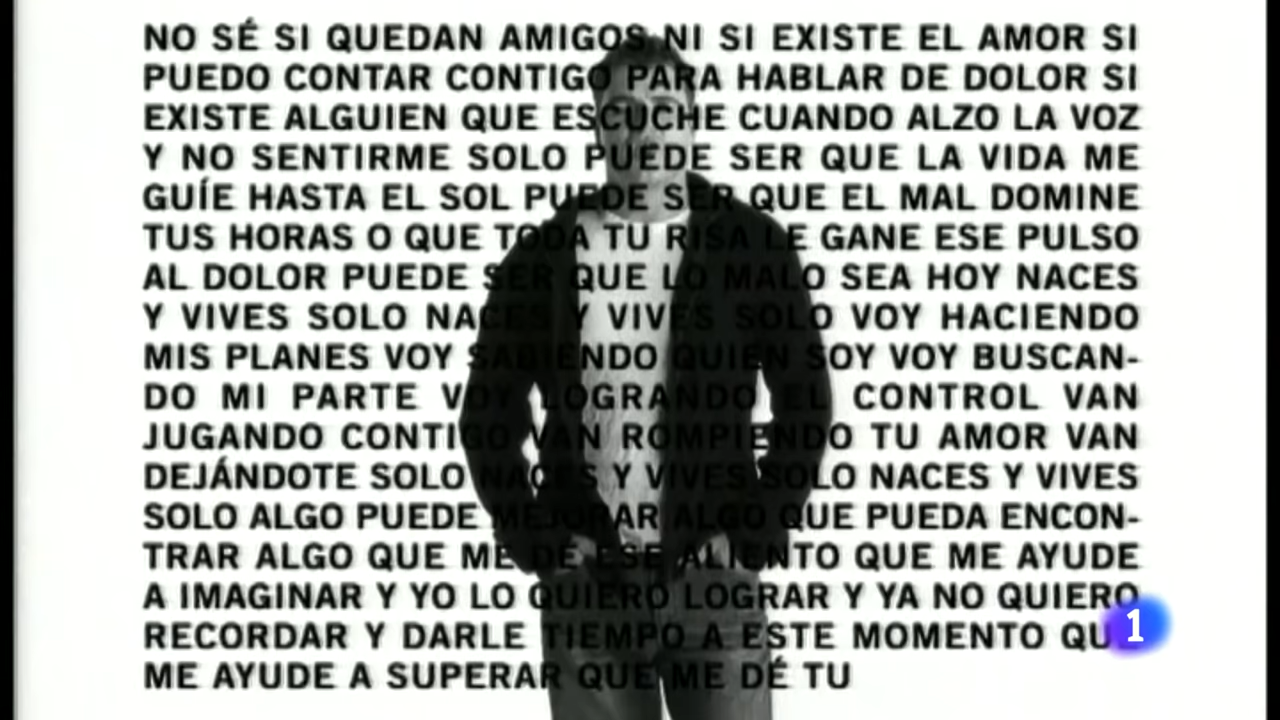 NO SÉ SI QUEDAN AMIGOS NI SI EXISTE EL AMOR SI
PUEDO CONTAR CONTIGO PARA HABLAR DE DOLOR SI
EXISTE ALGUIEN QUE ESCUCHE CUANDO ALZO LA VOZ
Y NO SENTIRME SOLO PUEDE SER QUE LA VIDA ME
GUÍE HASTA EL SOL PUEDE SER QUE EL MAL DOMINE
TUS HORAS O QUE TODA TU RISA LE GANE ESE PULSO
AL DOLOR PUEDE SER QUE LO MALO SEA HOY NACES
Y VIVES SOLO NACES Y VIVES SOLO VOY HACIENDO
MIS PLANES VOY SABIENDO QUIEN SOY VOY BUSCAN-
DO MI PARTE VOY LOGRANDO EL CONTROL VAN
JUGANDO CONTIGO VAN ROMPIENDO TU AMOR VAN
DEJÁNDOTE SOLO NACES Y VIVES SOLO NACES Y VIVES
SOLO ALGO PUEDE MEJORAR ALGO QUE PUEDA ENCON-
TRAR ALGO QUE ME DE ESE ALIENTO QUE ME AYUDE
A IMAGINAR Y YO LO QUIERO LOGRAR Y YA NO QUIERO
RECORDAR Y DARLE TIEMPO A ESTE MOMENTO QUE
ME AYUDE A SUPERAR QUE ME DÉ TU
1